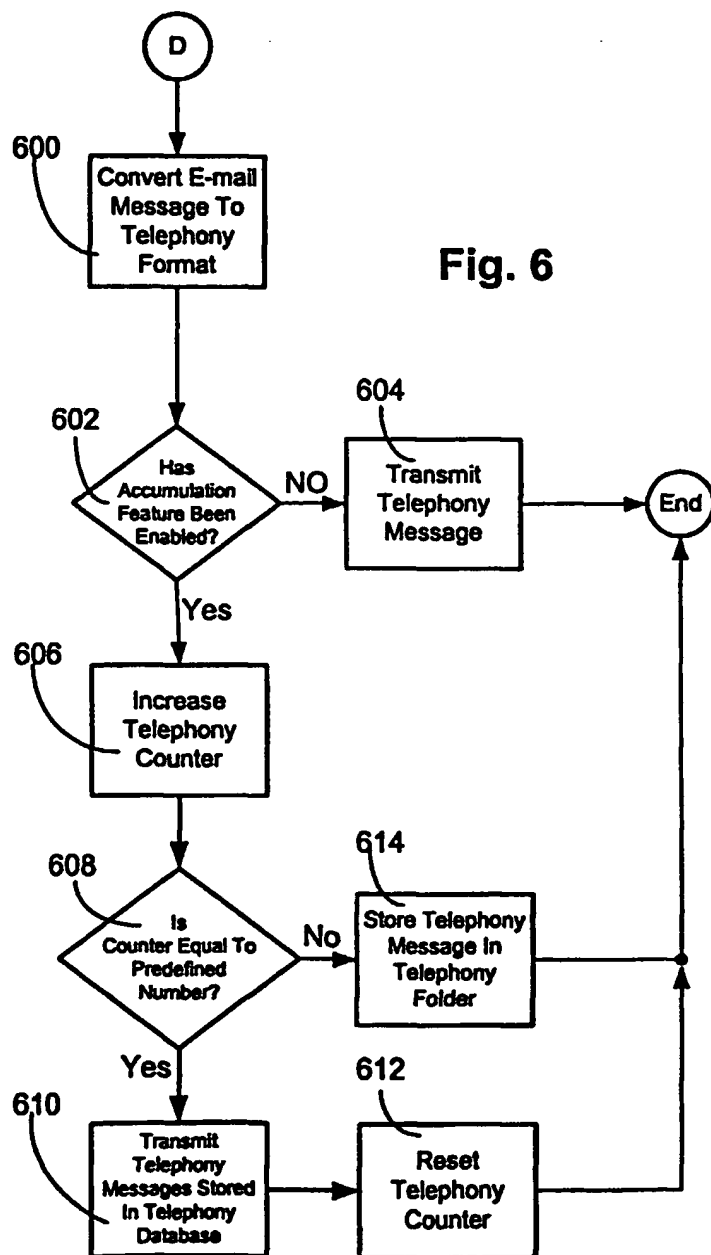 D
600
Convert E-mail
Message To
Telephony
Format
Fig. 6
602
Has
Accumulation
Feature Been
Enabled?
NO
604
Transmit
Telephony
Message
End
Yes
606
Increase
Telephony
Counter
608
Is
Counter Equal To
Predefined
Number?
No
614
Store Telephony
Message In
Telephony
Folder
Yes
610
Transmit
Telephony
Messages Stored
In Telephony
Database
612
Reset
Telephony
Counter